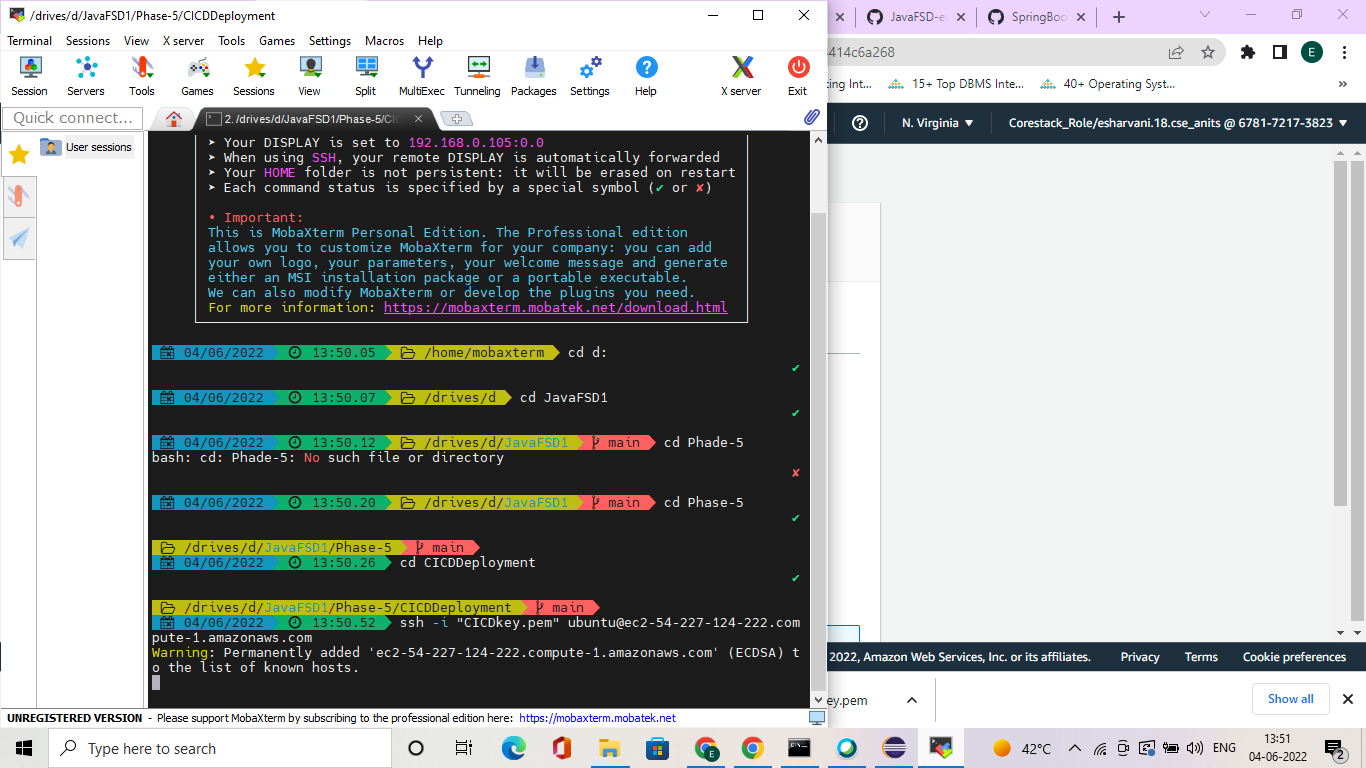 /drives/d/JavaFSD1/Phase-5/CICDDeployment
JavaFSD-e
SpringBoo
Terminal Sessions View X server Tools Games Settings Macros Help
414c6a268
E
Session Servers Tools Games Sessions View Split MultiExec Tunneling Packages Settings Help X server Exit
15+ Top DBMS Inte...
40+ Operating Syst...
Quick connect...
2. /drives/d/JavaFSD1/Phase-5/CIC
N. Virginia
Corestack_Role/esharvani.18.cse_anits @ 6781-7217-3823
User sessions
➤ Your DISPLAY is set to 192.168.0.105:0.0
➤ When using SSH, your remote DISPLAY is automatically forwarded
➤ Your HOME folder is not persistent: it will be erased on restart
➤ Each command status is specified by a special symbol (✔ or ✘)
• Important:
This is MobaXterm Personal Edition. The Professional edition
allows you to customize MobaXterm for your company: you can add
your own logo, your parameters, your welcome message and generate
either an MSI installation package or a portable executable.
We can also modify MobaXterm or develop the plugins you need.
For more information: https://mobaxterm.mobatek.net/download.html
04/06/2022 13:50.05 /home/mobaxterm cd d:
✔
04/06/2022 13:50.07 /drives/d cd JavaFSD1
✔
04/06/2022 13:50.12 /drives/d/JavaFSD1 main cd Phade-5
bash: cd: Phade-5: No such file or directory
✘
04/06/2022 13:50.20 /drives/d/JavaFSD1 main cd Phase-5
✔
/drives/d/JavaFSD1/Phase-5 main
04/06/2022 13:50.26 cd CICDDeployment
✔
/drives/d/JavaFSD1/Phase-5/CICDDeployment main
04/06/2022 13:50.52 ssh -i "CICDkey.pem" ubuntu@ec2-54-227-124-222.com
pute-1.amazonaws.com
Warning: Permanently added 'ec2-54-227-124-222.compute-1.amazonaws.com' (ECDSA) t
o the list of known hosts.
2022, Amazon Web Services, Inc. or its affiliates. Privacy Terms Cookie preferences
ey.pem
Show all
UNREGISTERED VERSION - Please support MobaXterm by subscribing to the professional edition here: https://mobaxterm.mobatek.net
Type here to search
E
42°C
ENG
13:51
04-06-2022
2